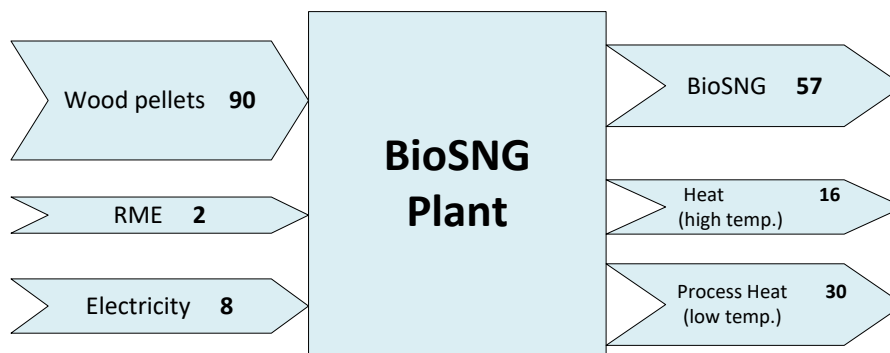 Wood pellets 90
RME 2
Electricity 8
BioSNG
Plant
BioSNG 57
Heat 16
(high temp.)
Process Heat 30
(low temp.)